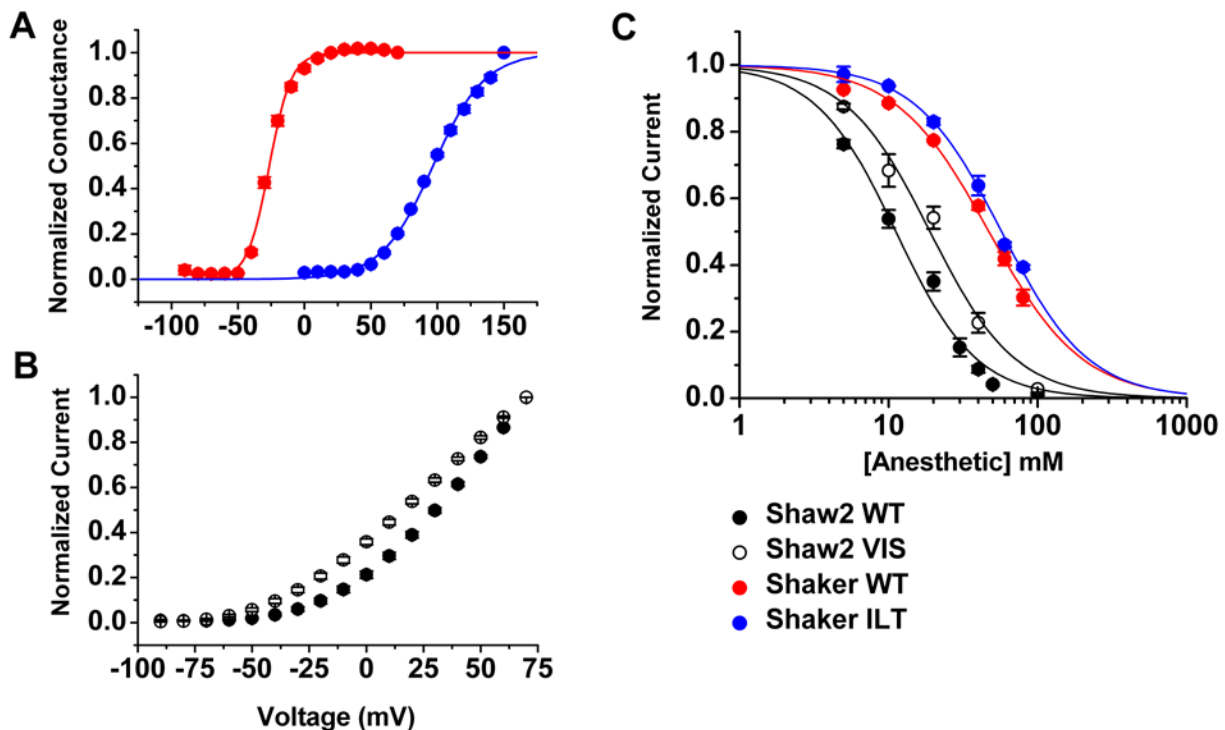 A
Normalized Conductance
1.0
0.8
0.6
0.4
0.2
0.0
-100 -50 0 50 100 150
B
Normalized Current
1.0
0.8
0.6
0.4
0.2
0.0
-100 -75 -50 -25 0 25 50 75
Voltage (mV)
C
Normalized Current
1.0
0.8
0.6
0.4
0.2
0.0
1 10 100 1000
[Anesthetic] mM
Shaw2 WT
Shaw2 VIS
Shaker WT
Shaker ILT